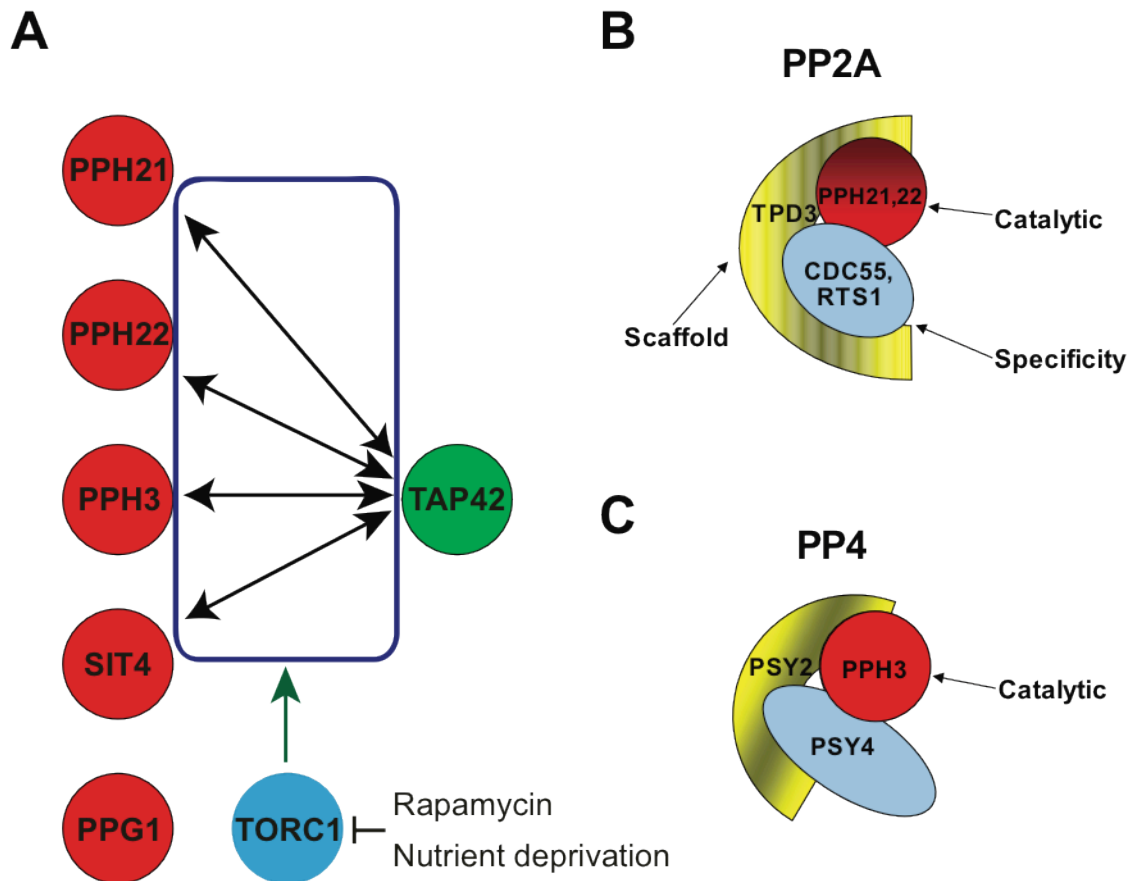 A
PPH21
PPH22
PPH3
TAP42
SIT4
PPG1
TORC1
Rapamycin
Nutrient deprivation
B
PP2A
PPH21,22
TPD3
Catalytic
CDC55,
RTS1
Scaffold
Specificity
C
PP4
PSY2
PPH3
Catalytic
PSY4